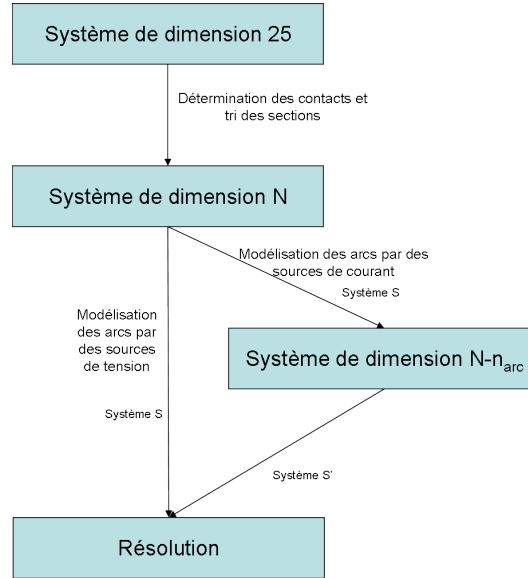 Système de dimension 25
Détermination des contacts et
tri des sections
Système de dimension N
Modélisation des arcs par des
sources de courant
Système S
Modélisation
des arcs par
des sources
de tension
Système S
Système de dimension N-narc
Système S'
Résolution